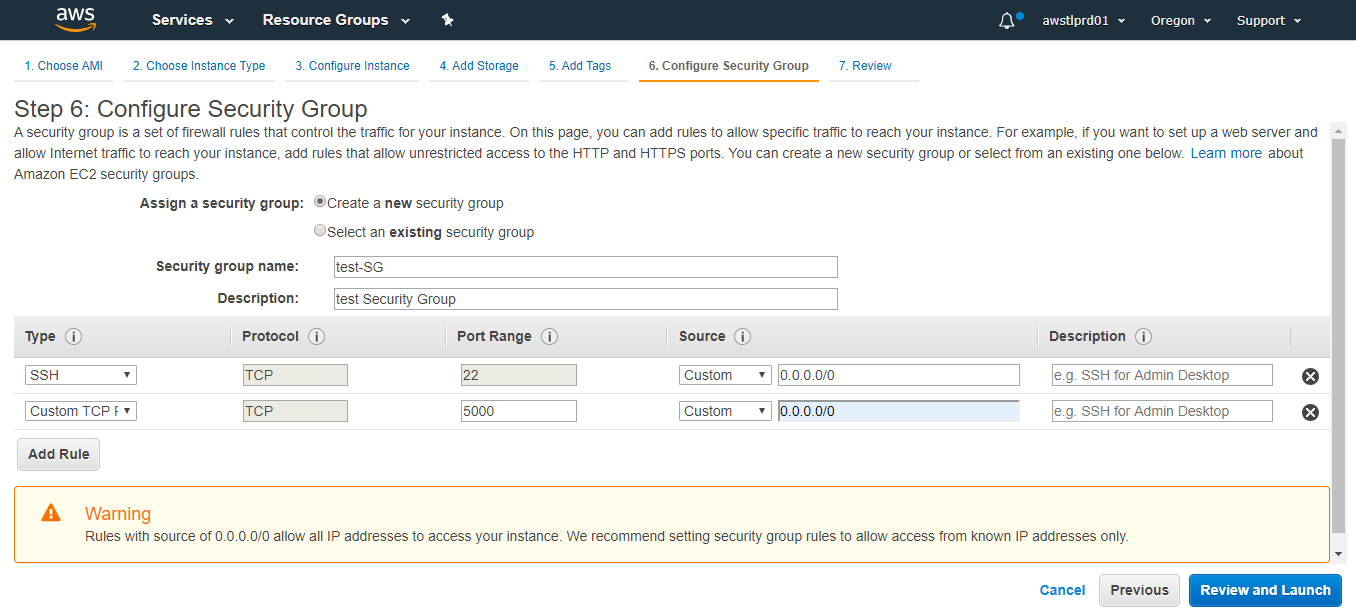 aws Services Resource Groups awstlprd01 Oregon Support
1. Choose AMI 2. Choose Instance Type 3. Configure Instance 4. Add Storage 5. Add Tags 6. Configure Security Group 7. Review
Step 6: Configure Security Group
A security group is a set of firewall rules that control the traffic for your instance. On this page, you can add rules to allow specific traffic to reach your instance. For example, if you want to set up a web server and
allow Internet traffic to reach your instance, add rules that allow unrestricted access to the HTTP and HTTPS ports. You can create a new security group or select from an existing one below. Learn more about
Amazon EC2 security groups.
Assign a security group: Create a new security group
Select an existing security group
Security group name: test-SG
Description: test Security Group
Type i Protocol i Port Range i Source i Description i
SSH TCP 22 Custom 0.0.0.0/0 e.g. SSH for Admin Desktop
Custom TCP TCP 5000 Custom 0.0.0.0/0 e.g. SSH for Admin Desktop
Add Rule
Warning
Rules with source of 0.0.0.0/0 allow all IP addresses to access your instance. We recommend setting security group rules to allow access from known IP addresses only.
Cancel Previous Review and Launch